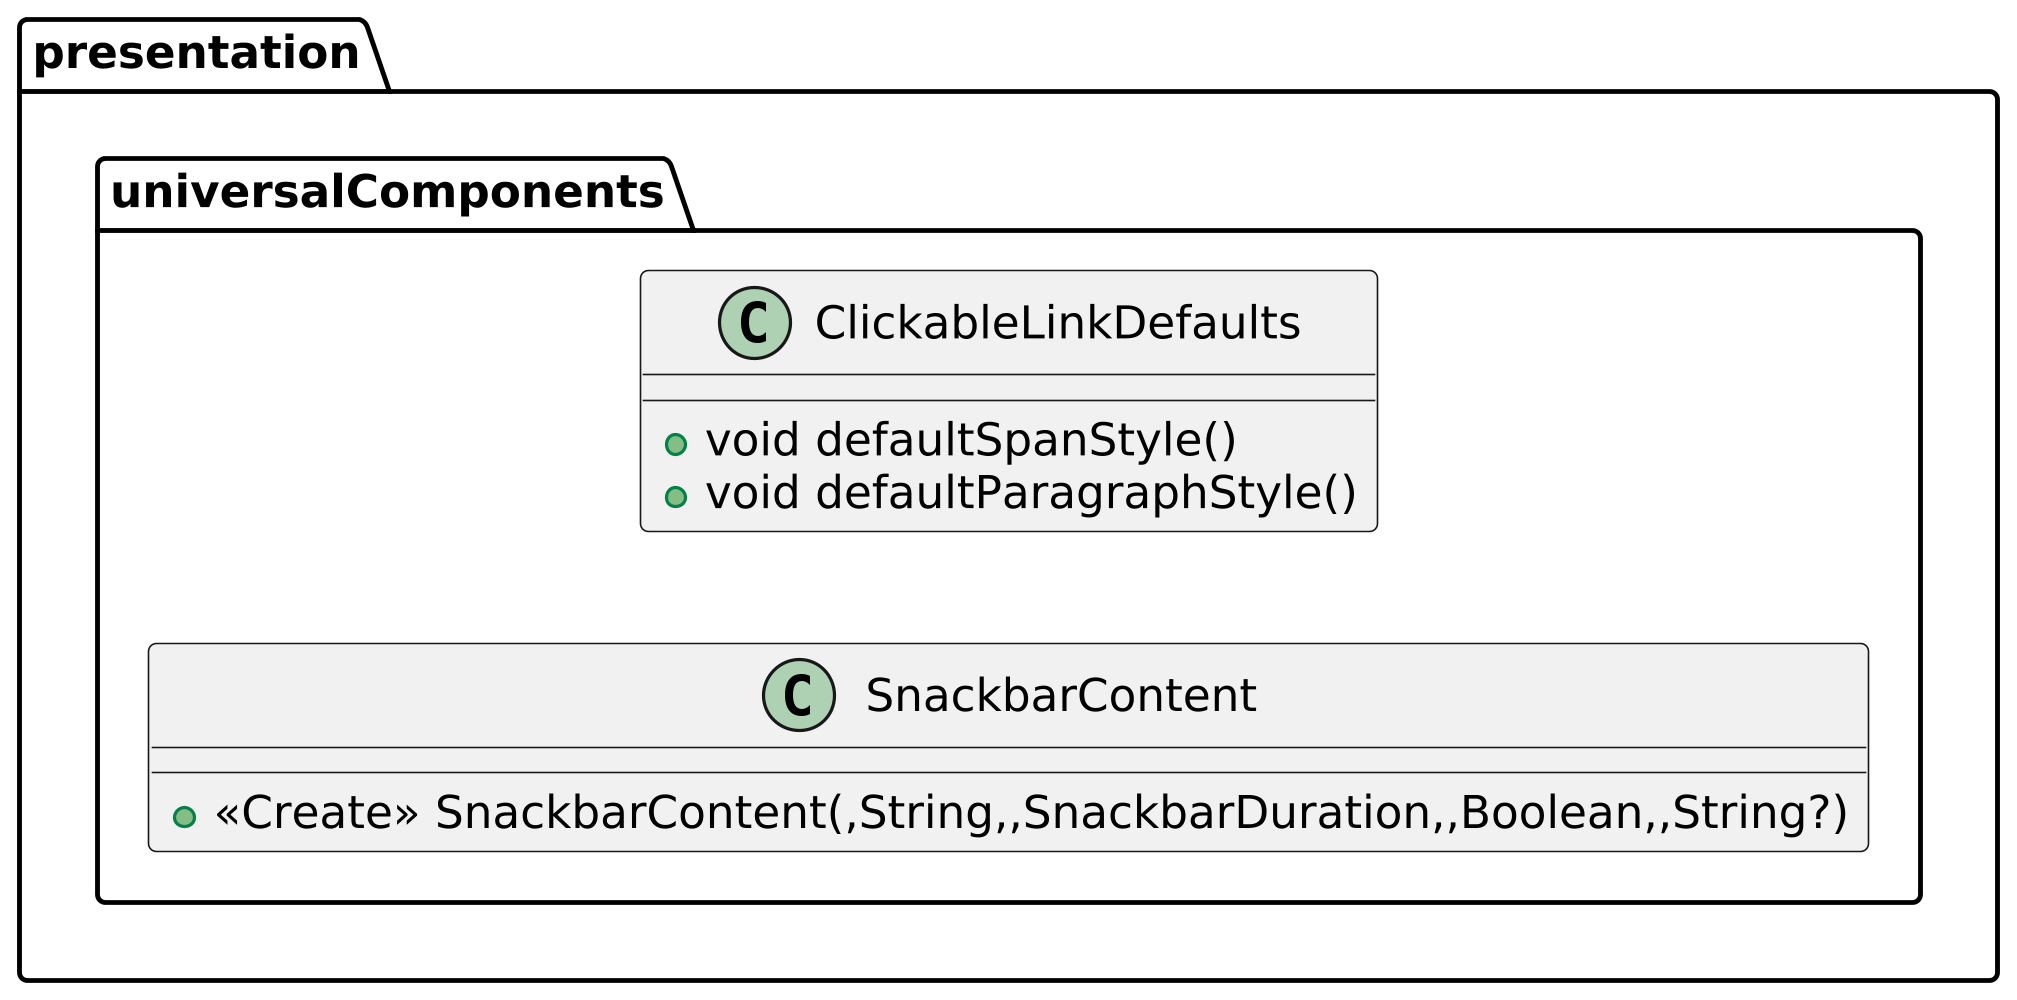 presentation
universalComponents
C ClickableLinkDefaults
void defaultSpanStyle()
void defaultParagraphStyle()
C SnackbarContent
«Create» SnackbarContent(,String,,SnackbarDuration,,Boolean,,String?)